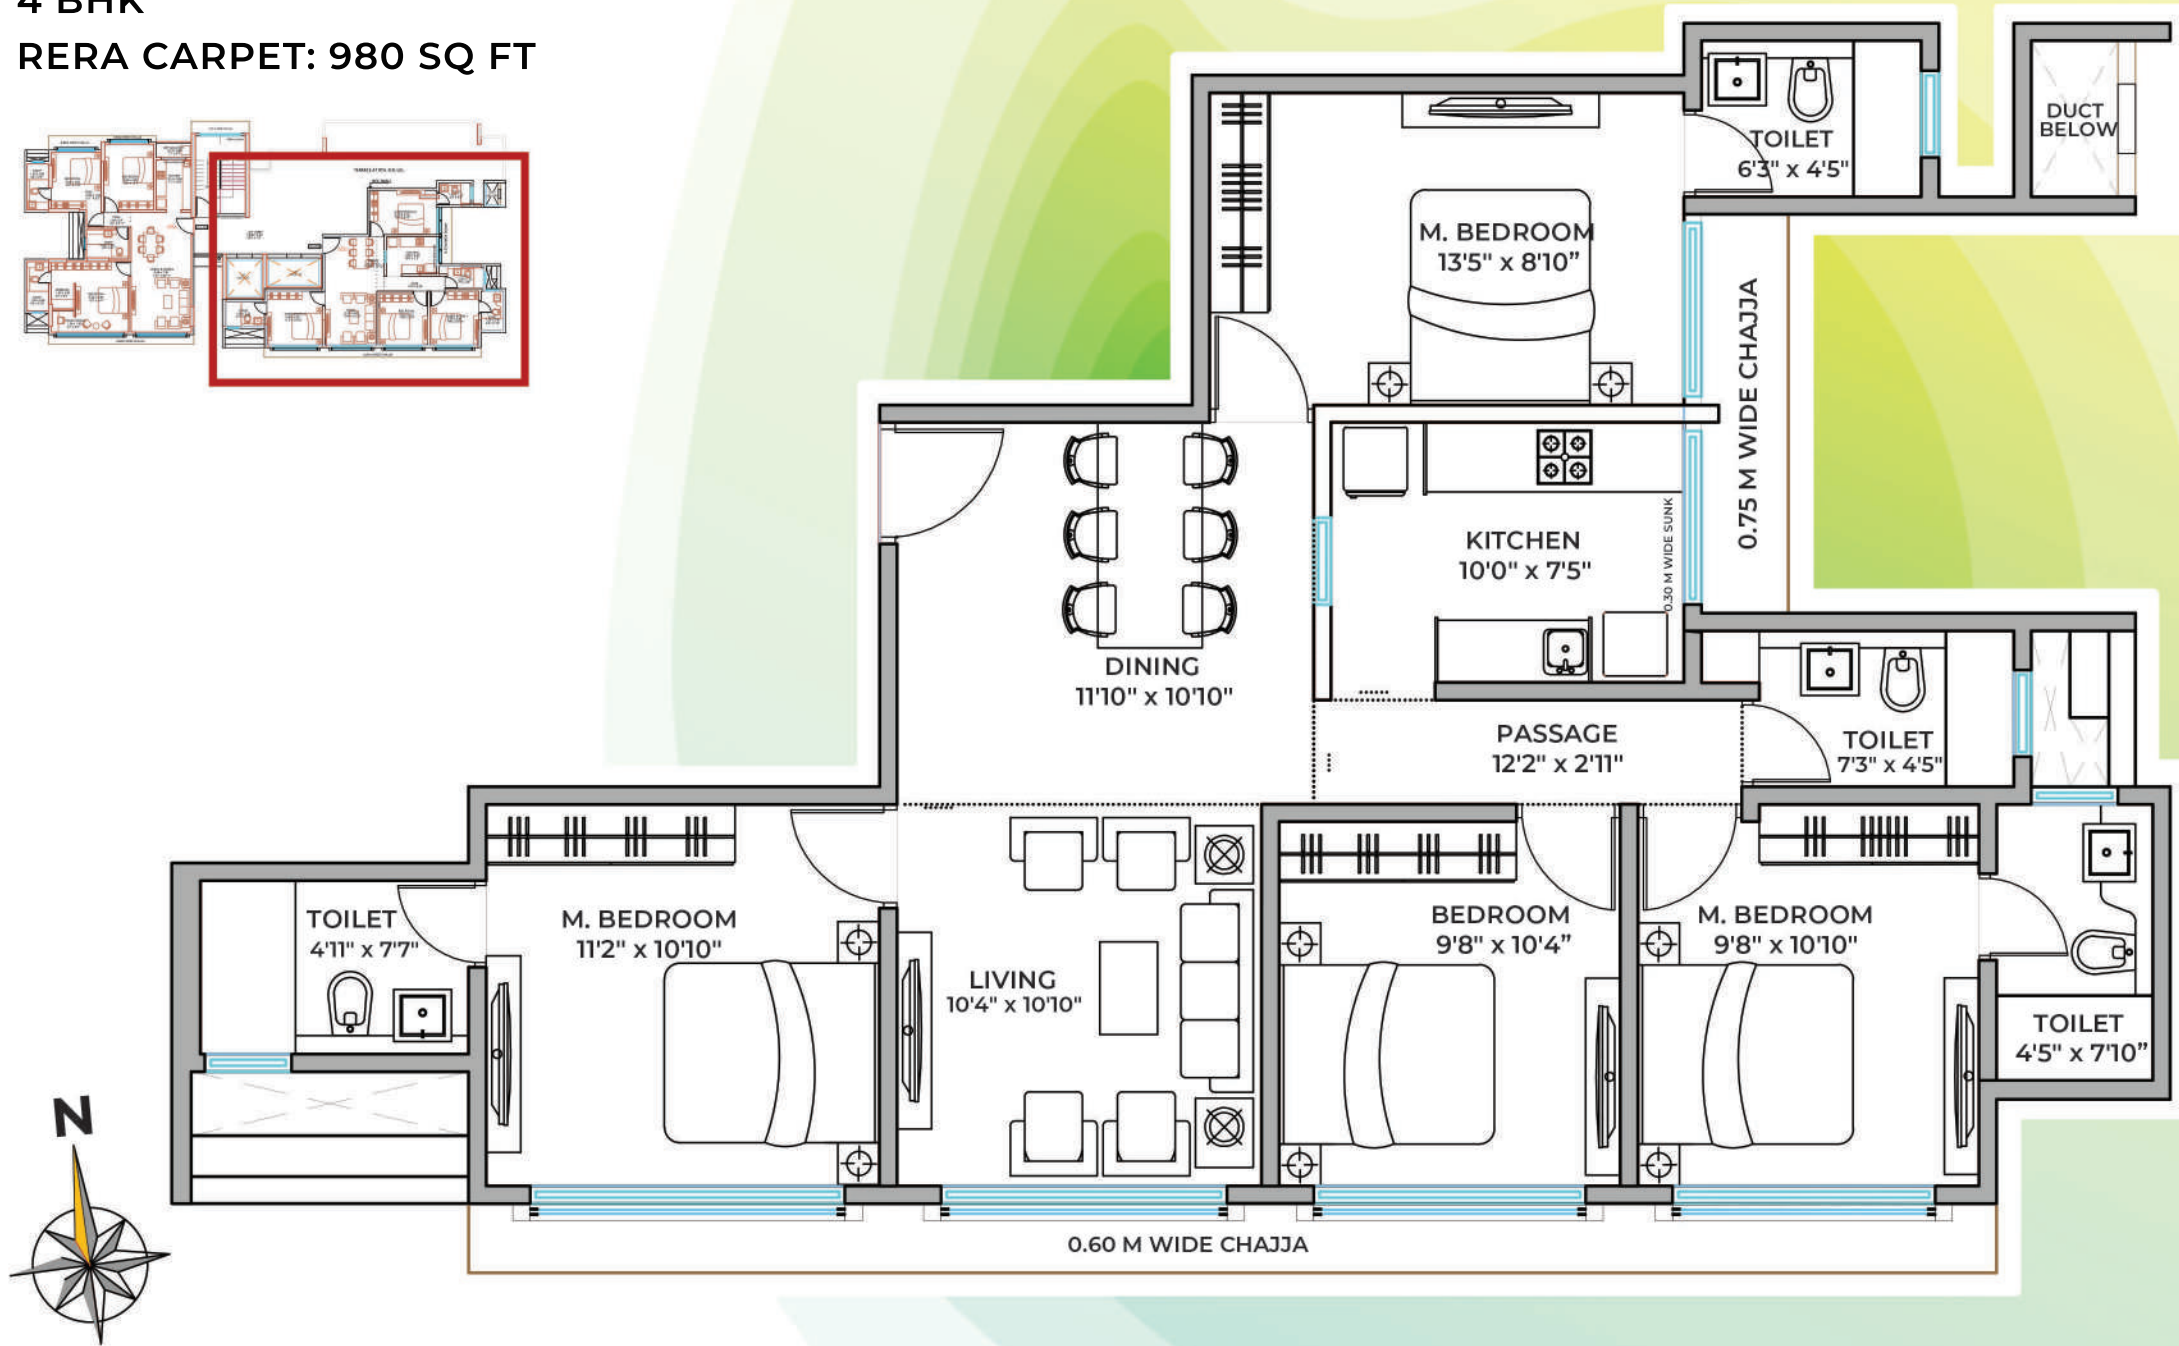 4 BHK
RERA CARPET: 980 SQ FT
DUCT
BELOW
TOILET
6'3" x 4'5"
M. BEDROOM
13'5" x 8'10”
0.75 M WIDE CHAJJA
KITCHEN
10'0" x 7'5"
0.30 M WIDE SUNK
DINING
11'10" x 10'10"
PASSAGE
12'2" x 2'11"
TOILET
7'3" x 4'5"
TOILET
4'11" x 7'7"
M. BEDROOM
11'2" x 10'10"
LIVING
10'4" x 10'10"
BEDROOM
9'8" x 10'4”
M. BEDROOM
9'8" x 10'10"
TOILET
4'5" x 7'10”
N
0.60 M WIDE CHAJJA